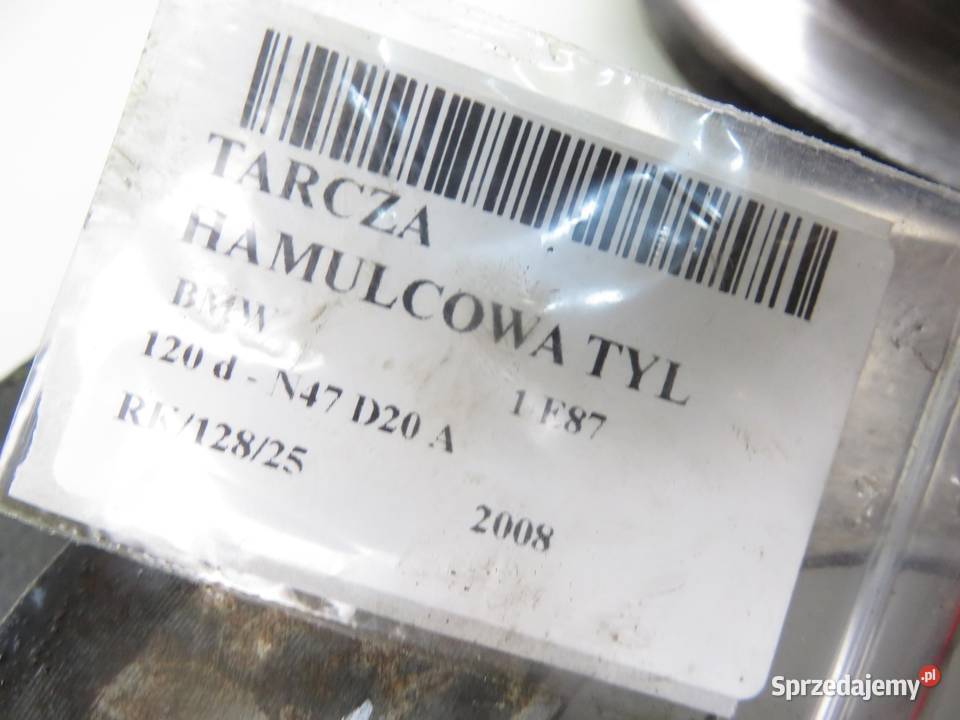 TARCZA
HAMULCOWA TYL
BMW 1 E87
120 d - N47 D20 A
RK/128/25 2008
Sprzedajemy.pl